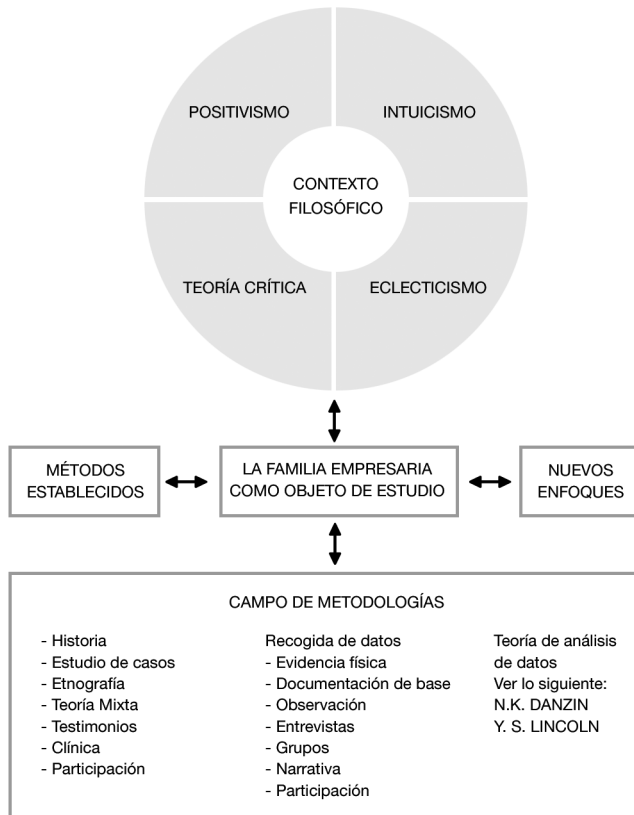 POSITIVISMO
INTUICISMO
CONTEXTO
FILOSÓFICO
TEORÍA CRÍTICA
ECLECTICISMO
MÉTODOS
ESTABLECIDOS
LA FAMILIA EMPRESARIA
COMO OBJETO DE ESTUDIO
NUEVOS
ENFOQUES
CAMPO DE METODOLOGÍAS
- Historia
- Estudio de casos
- Etnografía
- Teoría Mixta
- Testimonios
- Clínica
- Participación
Recogida de datos
- Evidencia física
- Documentación de base
- Observación
- Entrevistas
- Grupos
- Narrativa
- Participación
Teoría de análisis
de datos
Ver lo siguiente:
N.K. DANZIN
Y. S. LINCOLN